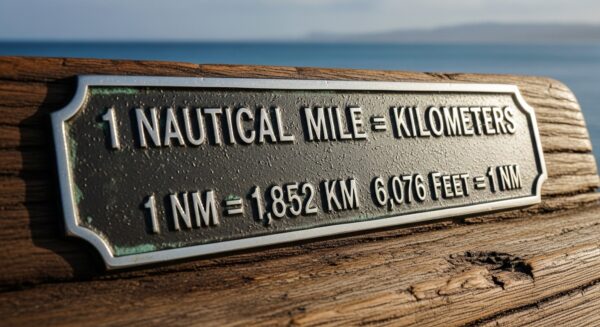 1 NAUTICAL MILE = KILOMETERS
1 NM = 1,852 KM 6,076 FEET = 1 NM